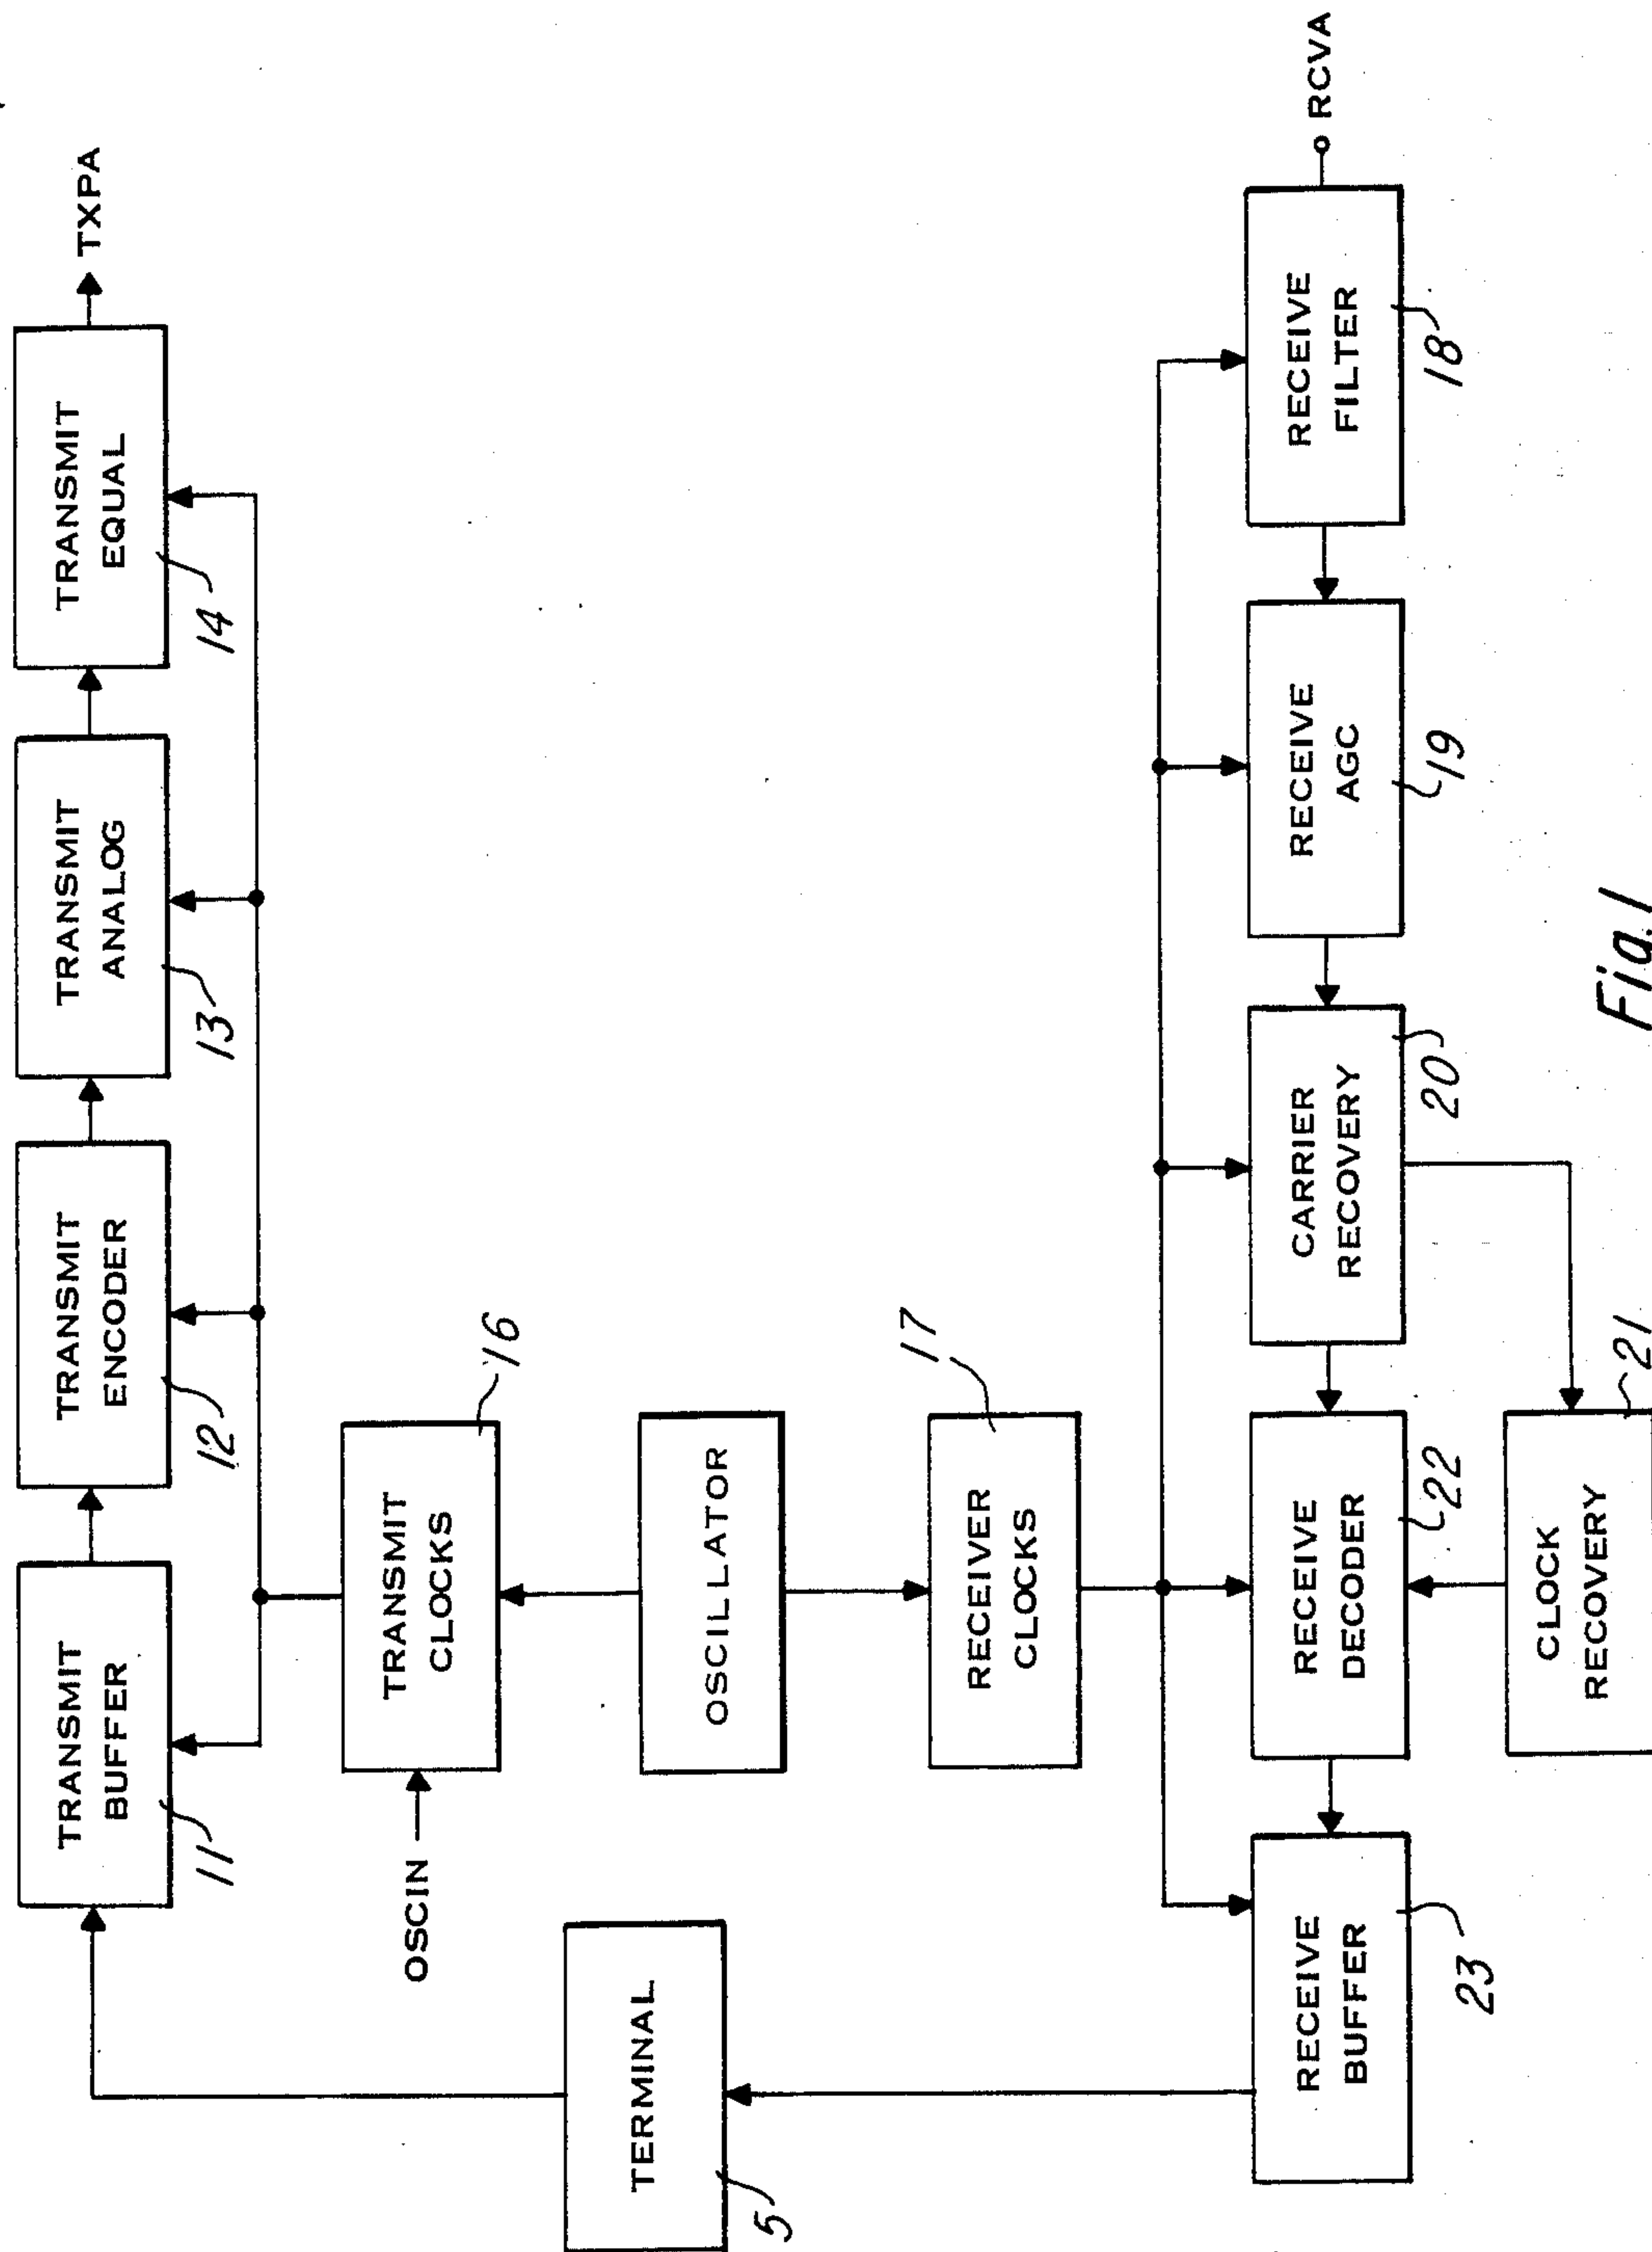 TRANSMIT
BUFFER
11
TRANSMIT
ENCODER
12
TRANSMIT
ANALOG
13
TRANSMIT
EQUAL
14
TXPA
OSCIN
TRANSMIT
CLOCKS
16
TERMINAL
5
OSCILLATOR
RECEIVER
CLOCKS
17
RECEIVE
BUFFER
23
RECEIVE
DECODER
22
CARRIER
RECOVERY
20
RECEIVE
AGC
19
RECEIVE
FILTER
18
RCVA
CLOCK
RECOVERY
21
Fig. 1